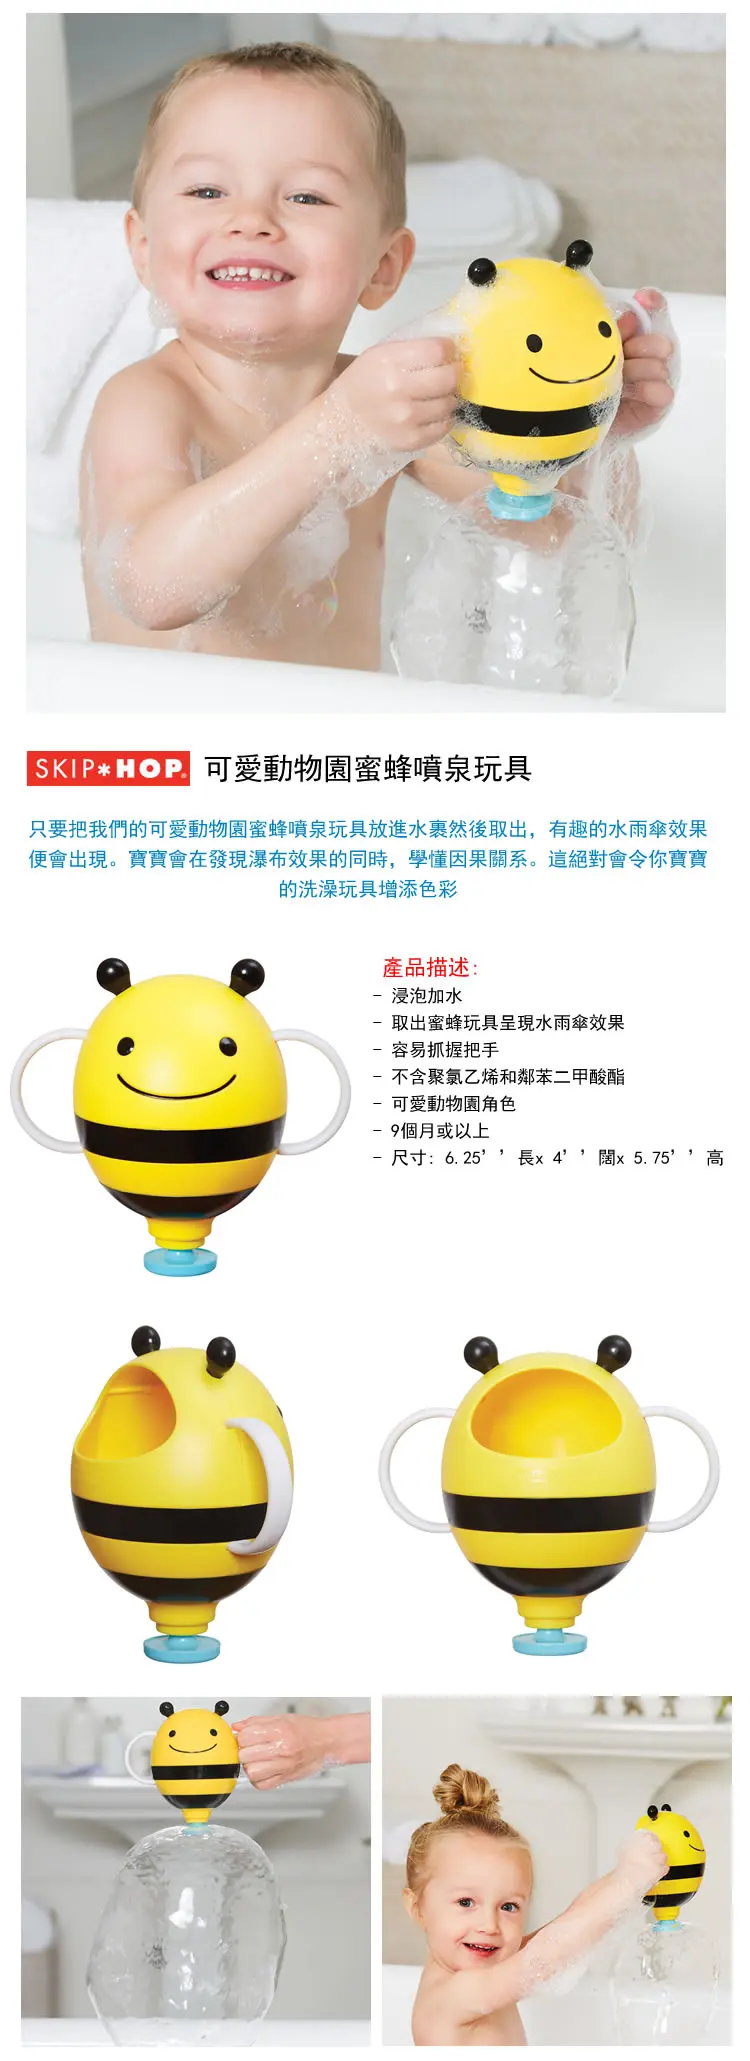 SKIP*HOP® 可愛動物園蜜蜂噴泉玩具
只要把我們的可愛動物園蜜蜂噴泉玩具放進水裹然後取出，有趣的水雨傘效果
便會出現。寶寶會在發現瀑布效果的同時，學懂因果關系。這絕對會令你寶寶
的洗澡玩具增添色彩
產品描述：
- 浸泡加水
- 取出蜜蜂玩具呈現水雨傘效果
- 容易抓握把手
- 不含聚氯乙烯和鄰苯二甲酸酯
- 可愛動物園角色
- 9個月或以上
- 尺寸: 6.25’’長x 4’’闊x 5.75’’高